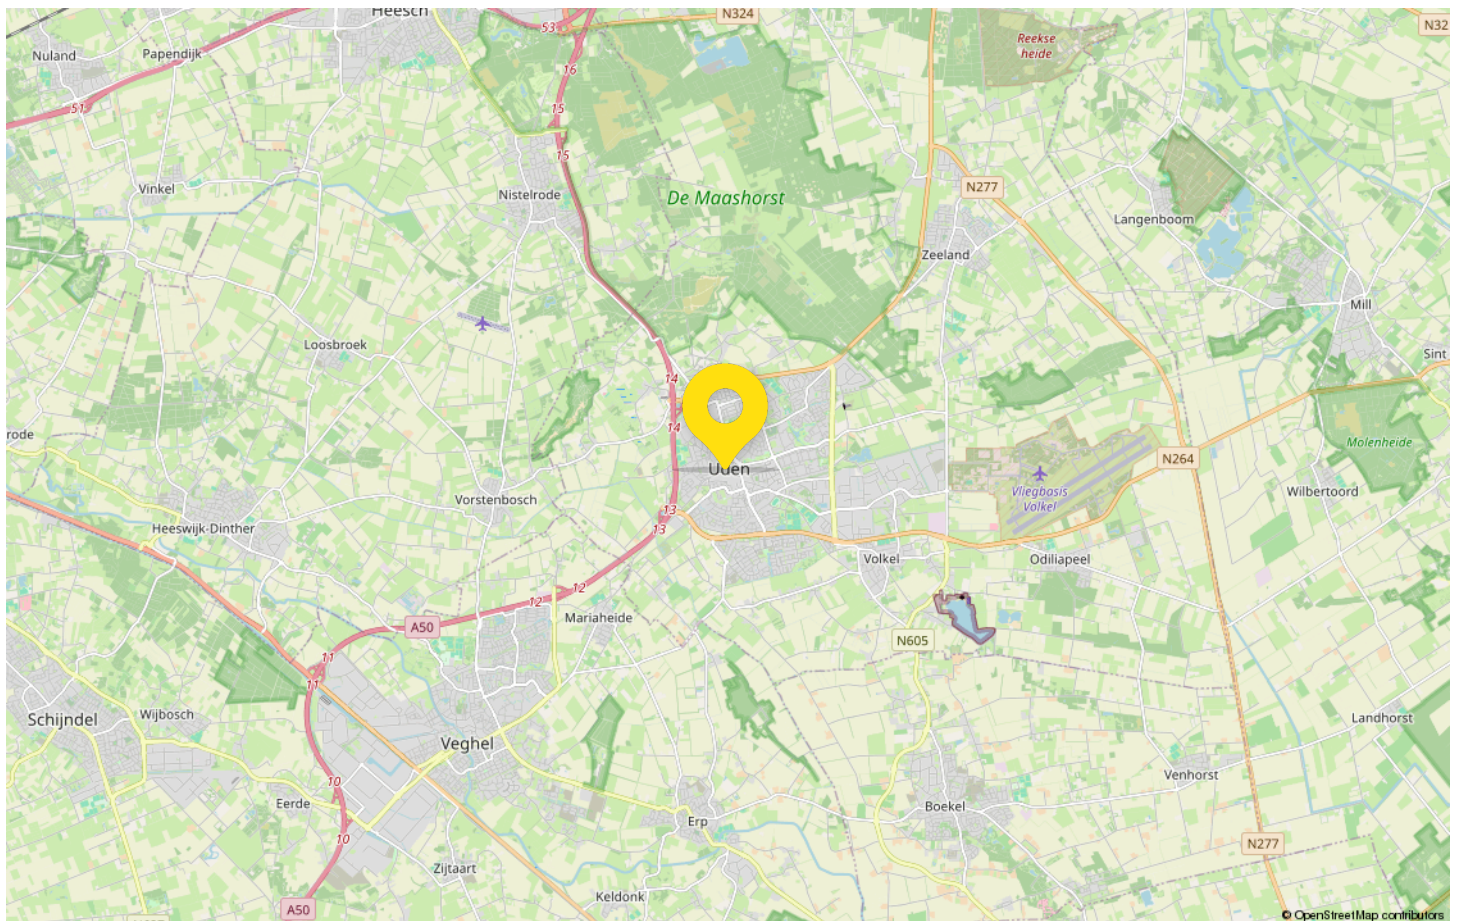 Heesch
53
N324
N32
Nuland
Papendijk
Reekse
heide
16
51
15
15
Vinkel
Nistelrode
De Maashorst
N277
Langenboom
Zeeland
Mill
Loosbroek
Sint
14
14
rode
Molenheide
Uden
N264
Vliegbasis
Volkel
Wilbertoord
Vorstenbosch
13
13
Heeswijk-Dinther
Volkel
Odiliapeel
12
12
Mariaheide
A50
N605
11
11
Schijndel
Wijbosch
Landhorst
Veghel
Venhorst
10
Eerde
Boekel
Erp
10
N277
Zijtaart
Keldonk
A50
© OpenStreetMap contributors